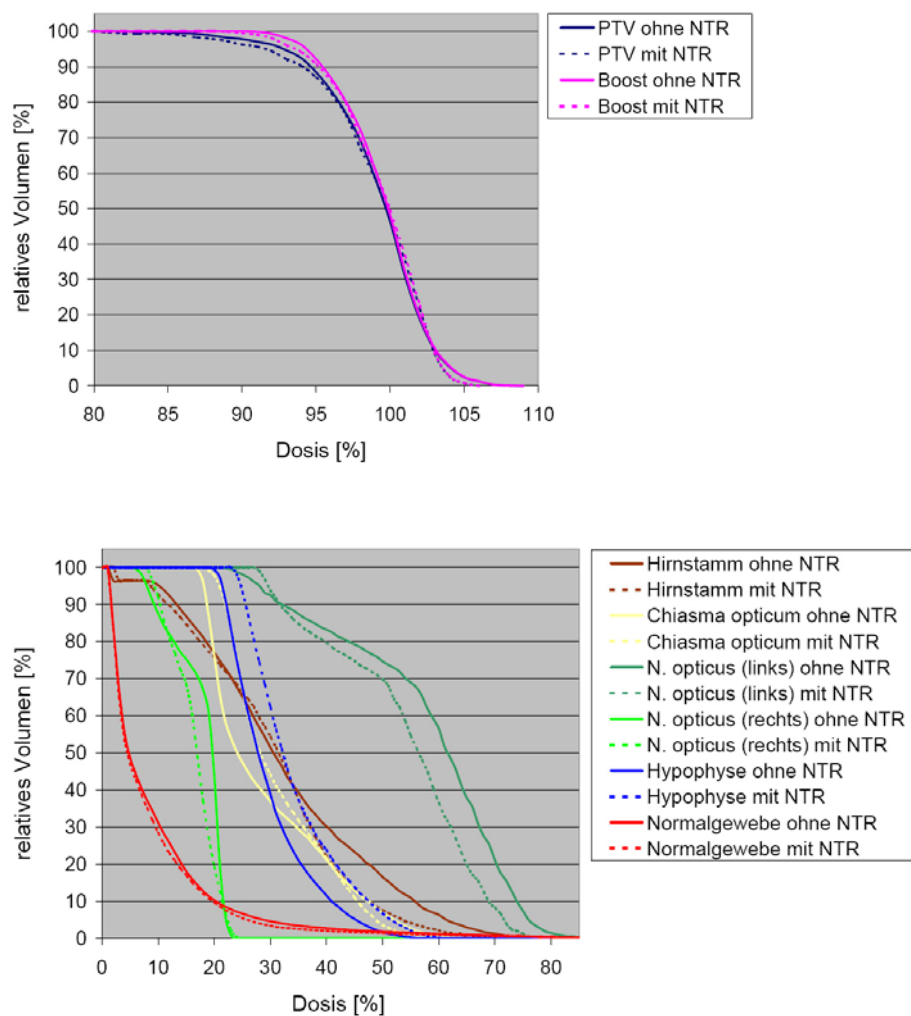 100
90
80
70
60
50
40
30
20
10
0
relatives Volumen [%]
80 85 90 95 100 105 110
Dosis [%]
PTV ohne NTR
PTV mit NTR
Boost ohne NTR
Boost mit NTR
100
90
80
70
60
50
40
30
20
10
0
relatives Volumen [%]
0 10 20 30 40 50 60 70 80
Dosis [%]
Hirnstamm ohne NTR
Hirnstamm mit NTR
Chiasma opticum ohne NTR
Chiasma opticum mit NTR
N. opticus (links) ohne NTR
N. opticus (links) mit NTR
N. opticus (rechts) ohne NTR
N. opticus (rechts) mit NTR
Hypophyse ohne NTR
Hypophyse mit NTR
Normalgewebe ohne NTR
Normalgewebe mit NTR